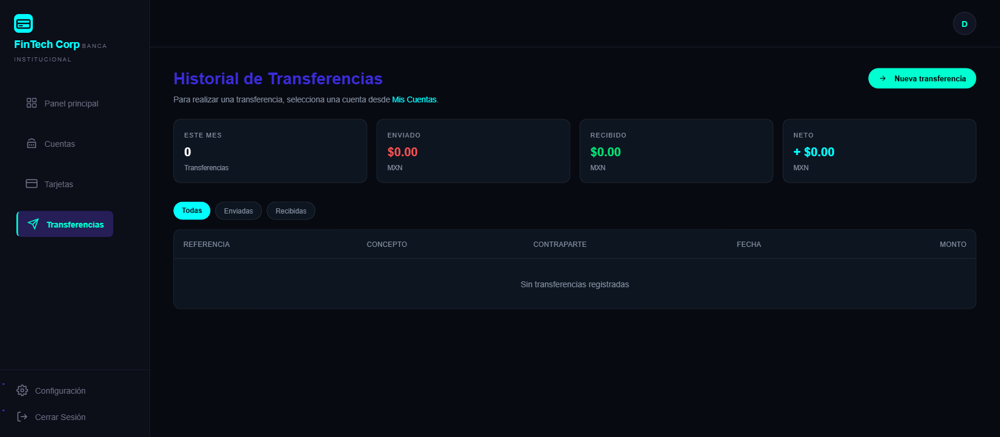 FinTech Corp BANCA
INSTITUCIONAL
Panel principal
Cuentas
Tarjetas
Transferencias
Configuración
Cerrar Sesión
D
Historial de Transferencias
Nueva transferencia
Para realizar una transferencia, selecciona una cuenta desde Mis Cuentas.
ESTE MES
0
Transferencias
ENVIADO
$0.00
MXN
RECIBIDO
$0.00
MXN
NETO
+ $0.00
MXN
Todas Enviadas Recibidas
REFERENCIA CONCEPTO CONTRAPARTE FECHA MONTO
Sin transferencias registradas